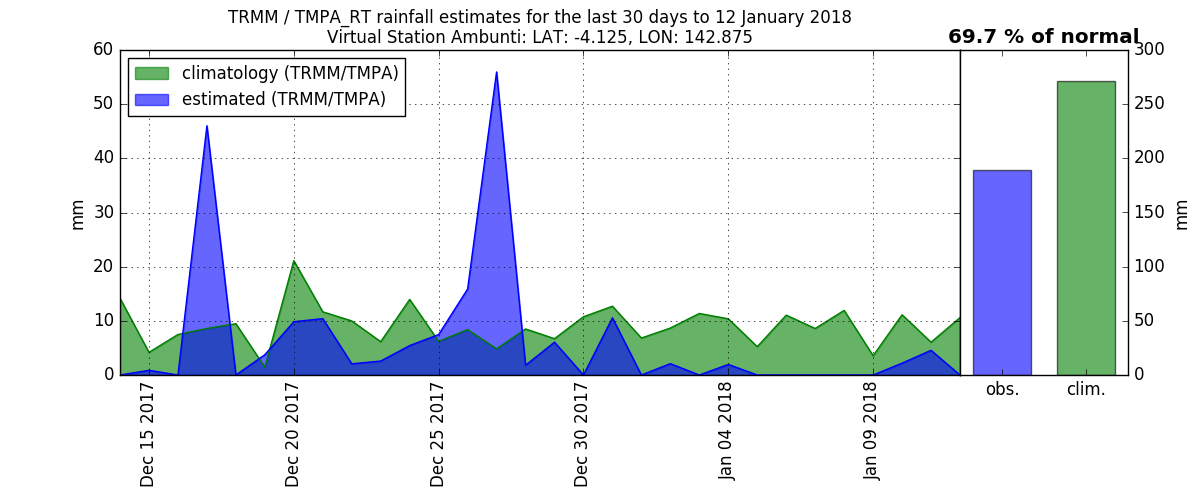 TRMM / TMPA_RT rainfall estimates for the last 30 days to 12 January 2018
Virtual Station Ambunti: LAT: -4.125, LON: 142.875
69.7 % of normal
climatology (TRMM/TMPA)
estimated (TRMM/TMPA)
60
50
40
30
20
10
0
mm
300
250
200
150
100
50
0
mm
Dec 15 2017
Dec 20 2017
Dec 25 2017
Dec 30 2017
Jan 04 2018
Jan 09 2018
obs.
clim.